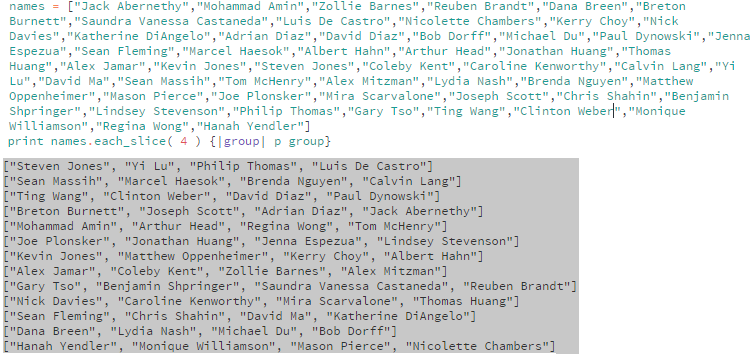 names = ["Jack Abernethy","Mohammad Amin","Zollie Barnes","Reuben Brandt","Dana Breen","Breton
Burnett","Saundra Vanessa Castaneda","Luis De Castro","Nicolette Chambers","Kerry Choy","Nick
Davies","Katherine DiAngelo","Adrian Diaz","David Diaz","Bob Dorff","Michael Du","Paul Dynowski","Jenna
Espezua","Sean Fleming","Marcel Haesok","Albert Hahn","Arthur Head","Jonathan Huang","Thomas
Huang","Alex Jamar","Kevin Jones","Steven Jones","Coleby Kent","Caroline Kenworthy","Calvin Lang","Yi
Lu","David Ma","Sean Massih","Tom McHenry","Alex Mitzman","Lydia Nash","Brenda Nguyen","Matthew
Oppenheimer","Mason Pierce","Joe Plonsker","Mira Scarvalone","Joseph Scott","Chris Shahin","Benjamin
Shpringer","Lindsey Stevenson","Philip Thomas","Gary Tso","Ting Wang","Clinton Weber","Monique
Williamson","Regina Wong","Hanah Yendler"]
print names.each_slice( 4 ) {|group| p group}
["Steven Jones", "Yi Lu", "Philip Thomas", "Luis De Castro"]
["Sean Massih", "Marcel Haesok", "Brenda Nguyen", "Calvin Lang"]
["Ting Wang", "Clinton Weber", "David Diaz", "Paul Dynowski"]
["Breton Burnett", "Joseph Scott", "Adrian Diaz", "Jack Abernethy"]
["Mohammad Amin", "Arthur Head", "Regina Wong", "Tom McHenry"]
["Joe Plonsker", "Jonathan Huang", "Jenna Espezua", "Lindsey Stevenson"]
["Kevin Jones", "Matthew Oppenheimer", "Kerry Choy", "Albert Hahn"]
["Alex Jamar", "Coleby Kent", "Zollie Barnes", "Alex Mitzman"]
["Gary Tso", "Benjamin Shpringer", "Saundra Vanessa Castaneda", "Reuben Brandt"]
["Nick Davies", "Caroline Kenworthy", "Mira Scarvalone", "Thomas Huang"]
["Sean Fleming", "Chris Shahin", "David Ma", "Katherine DiAngelo"]
["Dana Breen", "Lydia Nash", "Michael Du", "Bob Dorff"]
["Hanah Yendler", "Monique Williamson", "Mason Pierce", "Nicolette Chambers"]